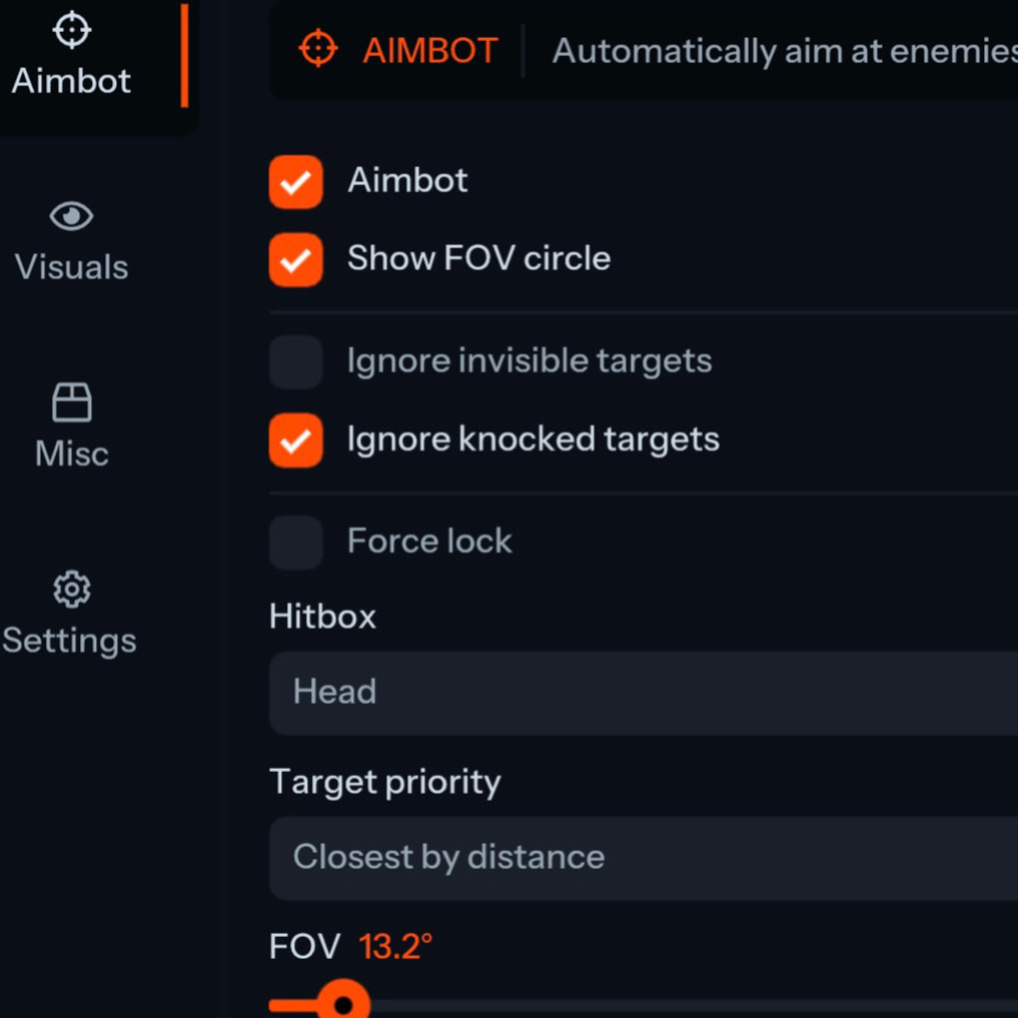 Aimbot
Visuals
Misc
Settings
AIMBOT
Automatically aim at enemies
Aimbot
Show FOV circle
Ignore invisible targets
Ignore knocked targets
Force lock
Hitbox
Head
Target priority
Closest by distance
FOV 13.2°